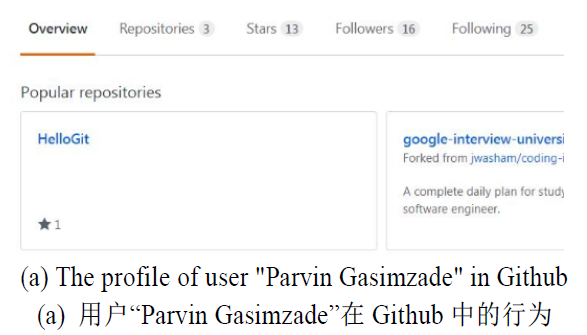 Overview Repositories 3 Stars 13 Followers 16 Following 25
Popular repositories
HelloGit
google-interview-universi
Forked from jwasham/coding-i
A complete daily plan for study
software engineer.
★ 1
(a) The profile of user "Parvin Gasimzade" in Github
(a) 用户“Parvin Gasimzade”在 Github 中的行为